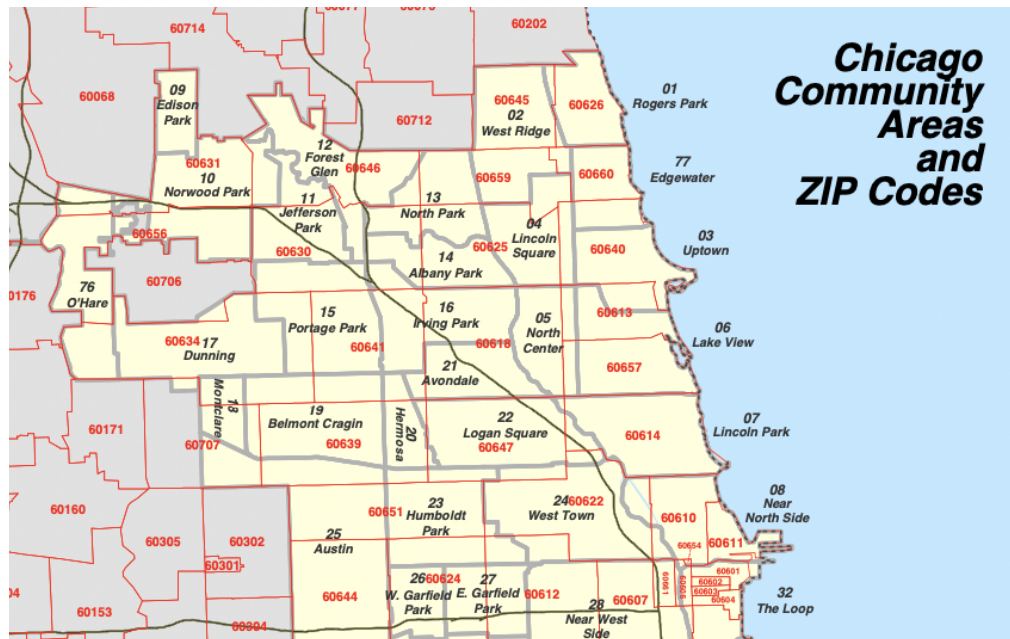 Chicago
Community
Areas
and
ZIP Codes
60714
60202
60068
09
Edison
Park
60645
02
West Ridge
60626
01
Rogers Park
60712
12
Forest
Glen
60646
60631
10
Norwood Park
60659
60660
77
Edgewater
11
Jefferson
Park
13
North Park
60656
60630
60625
04
Lincoln
Square
60640
03
Uptown
14
Albany Park
60706
76
O'Hare
0176
15
Portage Park
16
Irving Park
05
North
Center
60613
06
Lake View
60634
17
Dunning
60641
60618
60657
21
Avondale
18
Montclare
19
Belmont Cragin
20
Hermosa
22
Logan Square
60647
60614
07
Lincoln Park
60171
60707
60639
60160
60651
23
Humboldt
Park
24
60622
West Town
60610
08
Near
North Side
25
Austin
60305
60302
60611
60654
60301
26
60624
W. Garfield
Park
27
E. Garfield
Park
60612
60607
60661
60606
60601
60602
60603
60604
32
The Loop
60644
28
Near West
Side
60153
60304